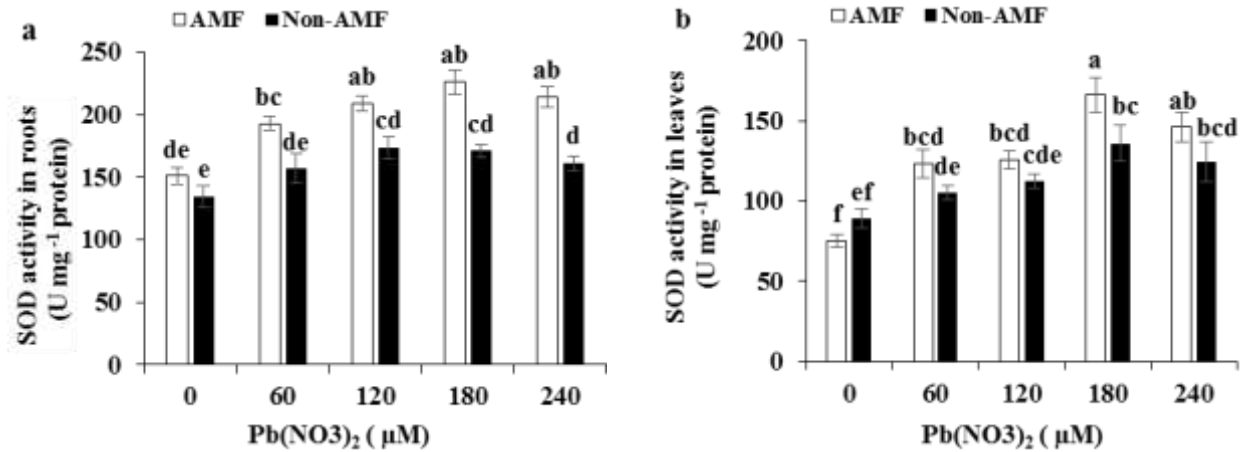 a
AMF Non-AMF
SOD activity in roots
(U mg⁻¹ protein)
250
200
150
100
50
0
de e bc de ab cd ab cd ab d
0 60 120 180 240
Pb(NO3)₂ ( µM)
b
AMF Non-AMF
SOD activity in leaves
(U mg⁻¹ protein)
200
150
100
50
0
f ef bcd de bcd cde a bc ab bcd
0 60 120 180 240
Pb(NO3)₂ ( µM)